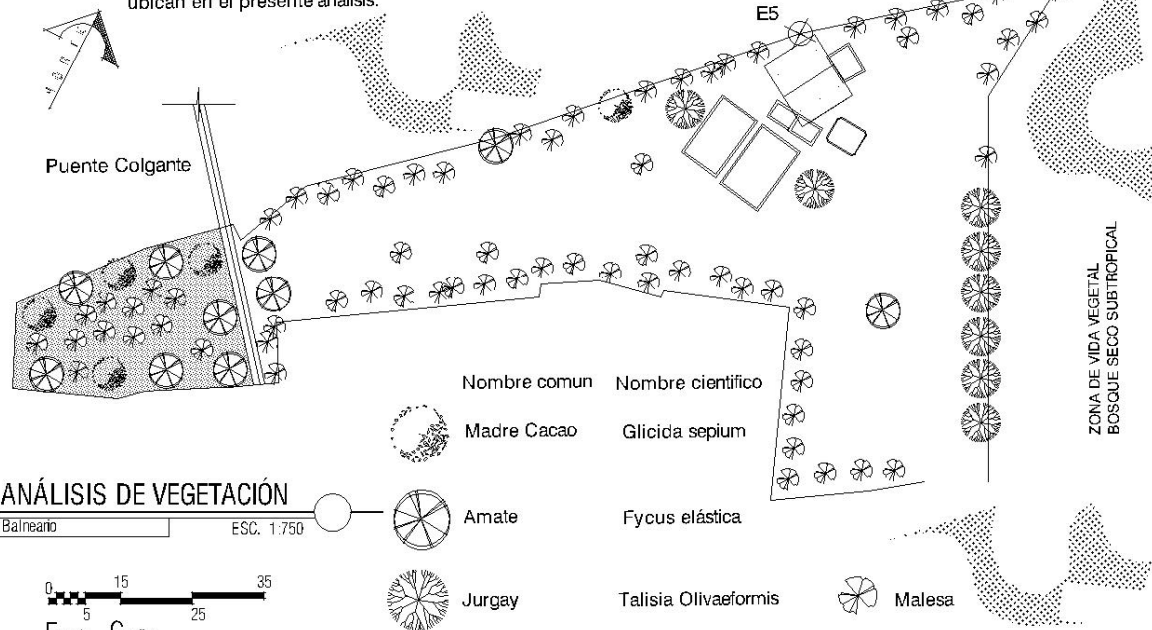 ubican en el presente análisis.
E5
NORTE
Puente Colgante
ZONA DE VIDA VEGETAL
BOSQUE SECO SUBTROPICAL
Nombre comun Nombre cientifico
Madre Cacao Glicida sepium
ANÁLISIS DE VEGETACIÓN
Balneario ESC. 1:750
Amate Fycus elástica
0 15 35
5 25
Jurgay Talisia Olivaeformis Malesa